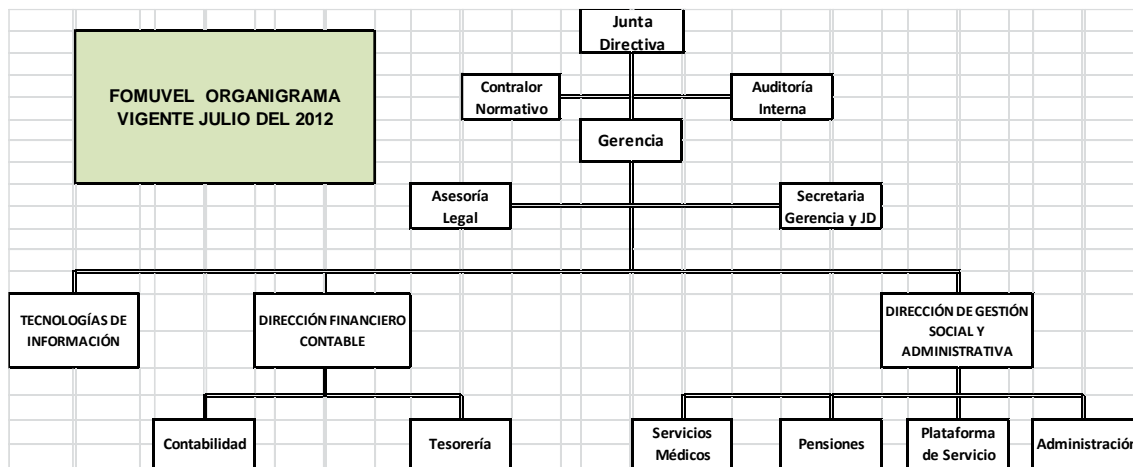 Junta
Directiva
FOMUVEL ORGANIGRAMA
VIGENTE JULIO DEL 2012
Contralor
Normativo
Auditoría
Interna
Gerencia
Asesoría
Legal
Secretaria
Gerencia y JD
TECNOLOGÍAS DE
INFORMACIÓN
DIRECCIÓN FINANCIERO
CONTABLE
DIRECCIÓN DE GESTIÓN
SOCIAL Y
ADMINISTRATIVA
Contabilidad
Tesorería
Servicios
Médicos
Pensiones
Plataforma
de Servicio
Administración